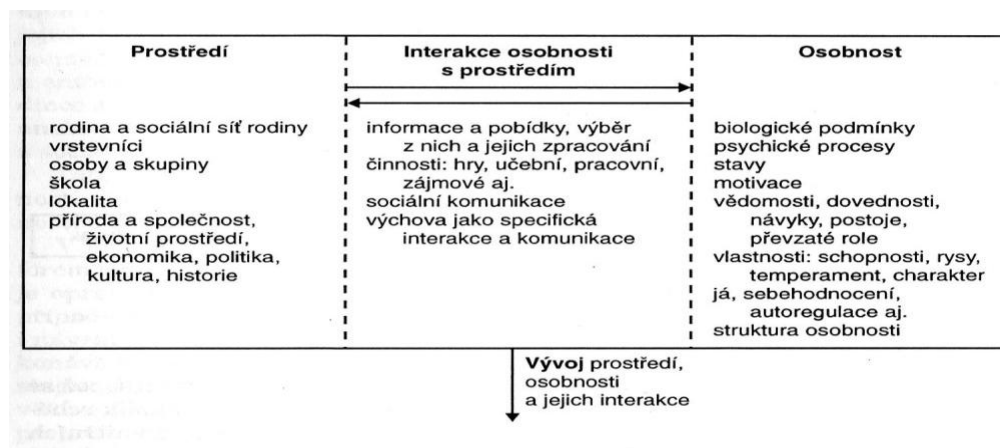 Prostředí
rodina a sociální síť rodiny
vrstevníci
osoby a skupiny
škola
lokalita
příroda a společnost,
životní prostředí,
ekonomika, politika,
kultura, historie
Interakce osobnosti
s prostředím
informace a pobídky, výběr
z nich a jejich zpracování
činnosti: hry, učební, pracovní,
zájmové aj.
sociální komunikace
výchova jako specifická
interakce a komunikace
Osobnost
biologické podmínky
psychické procesy
stavy
motivace
vědomosti, dovednosti,
návyky, postoje,
převzaté role
vlastnosti: schopnosti, rysy,
temperament, charakter
já, sebehodnocení,
autoregulace aj.
struktura osobnosti
Vývoj prostředí,
osobnosti
a jejich interakce